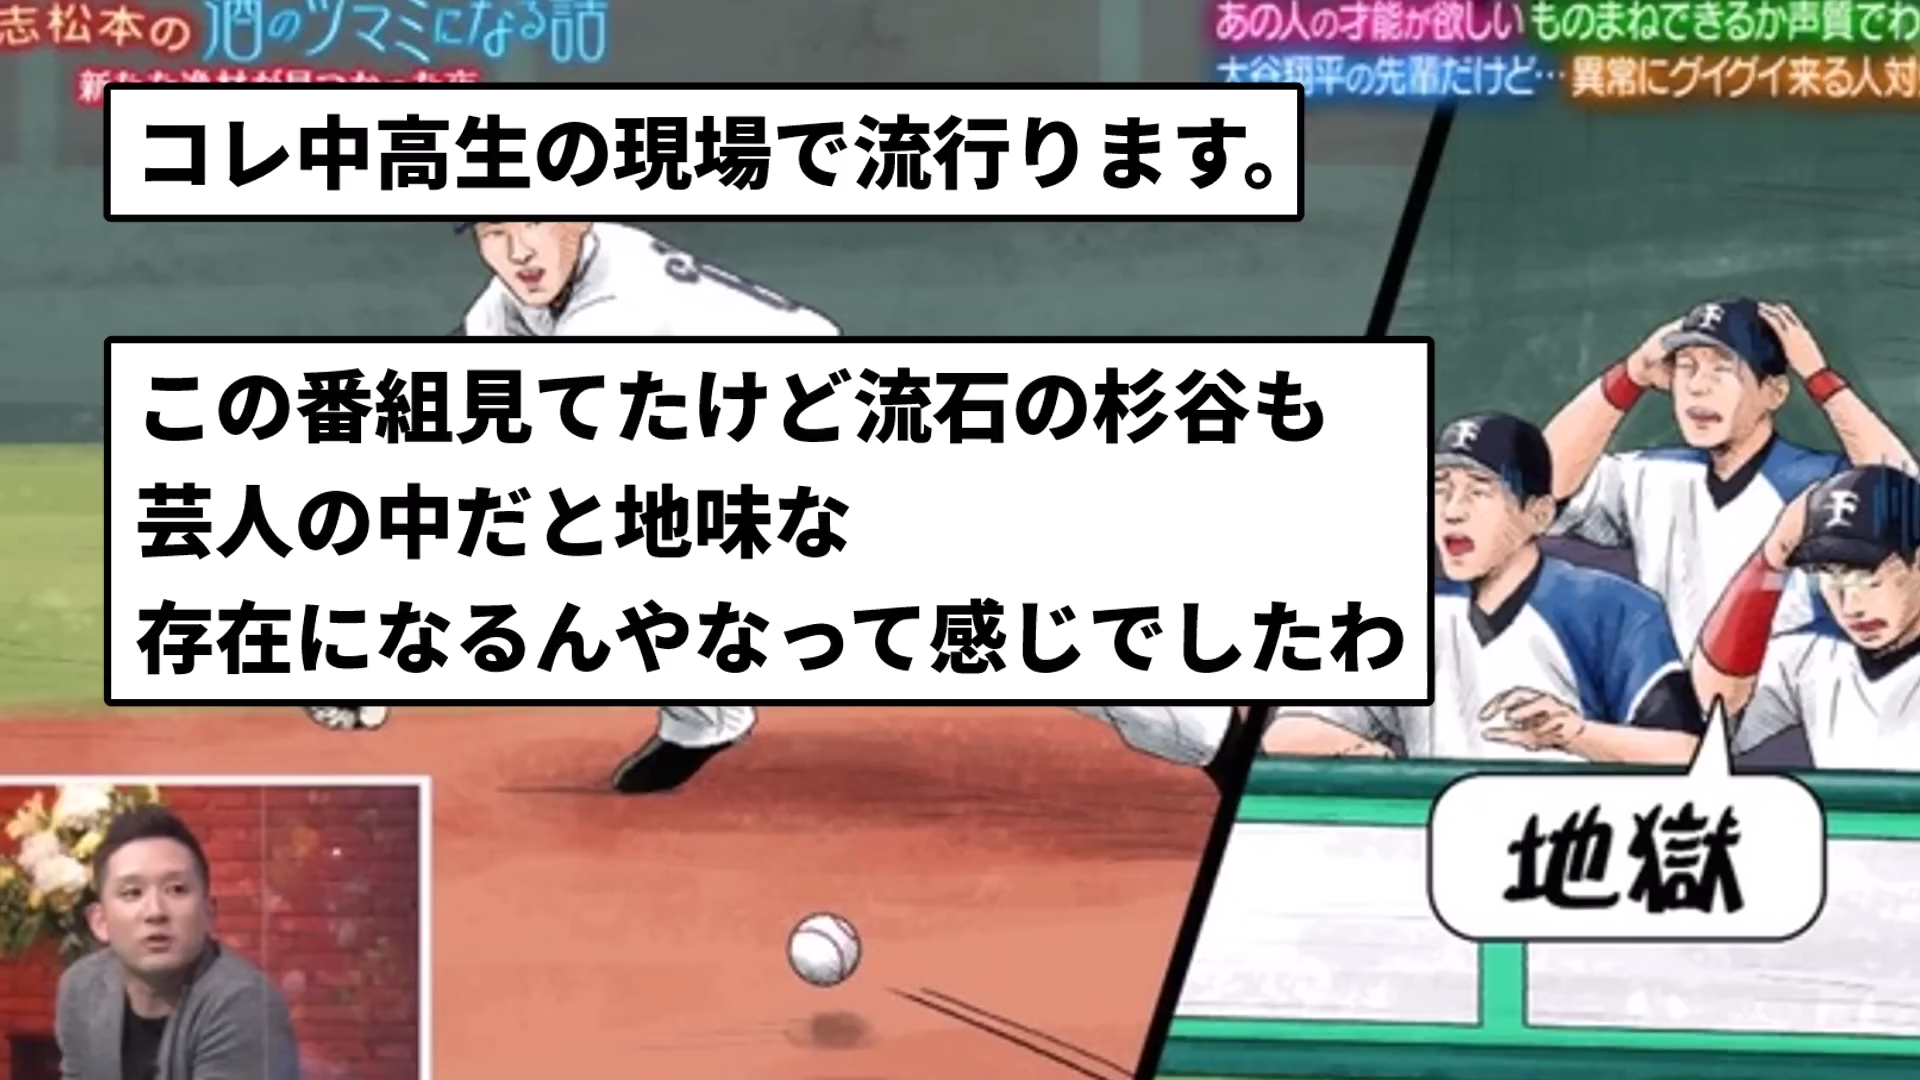 志松本の酒のツマミになる話
あの人の才能が欲しい ものまねできるか声質でわ
大谷翔平の先輩だけど… 異常にグイグイ来る人対
コレ中高生の現場で流行ります。
この番組見てたけど流石の杉谷も
芸人の中だと地味な
存在になるんやなって感じでしたわ
地獄